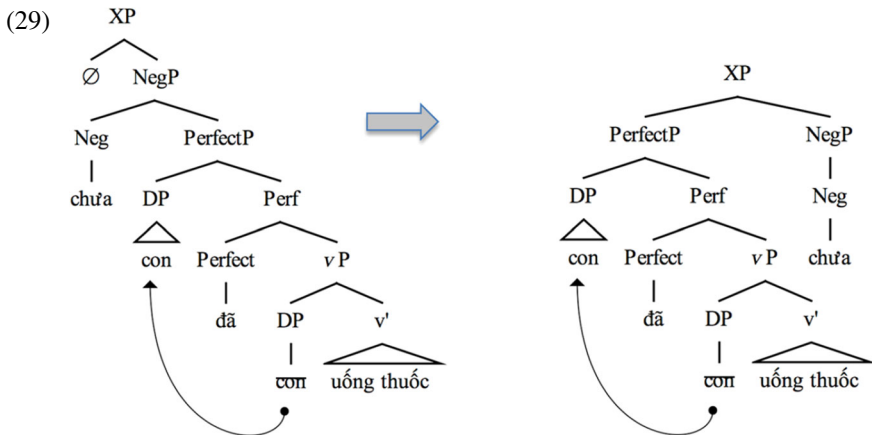 (29)
XP
∅ NegP
Neg PerfectP
chưa DP Perf
con Perfect vP
đã DP v'
con uống thuốc
XP
PerfectP NegP
DP Perf Neg
con Perfect vP chưa
đã DP v'
con uống thuốc